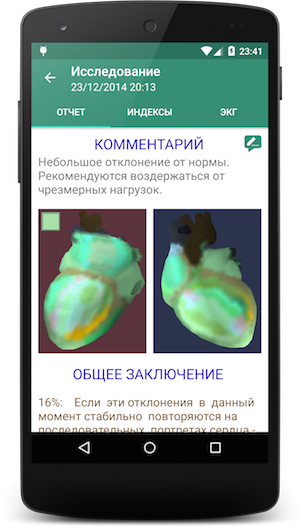 23:41
Исследование
23/12/2014 20:13
ОТЧЕТ ИНДЕКСЫ ЭКГ
КОММЕНТАРИЙ
Небольшое отклонение от нормы.
Рекомендуются воздержаться от
чрезмерных нагрузок.
ОБЩЕЕ ЗАКЛЮЧЕНИЕ
16%: Если эти отклонения в данный
момент стабильно повторяются на
последовательных портретах сердца -